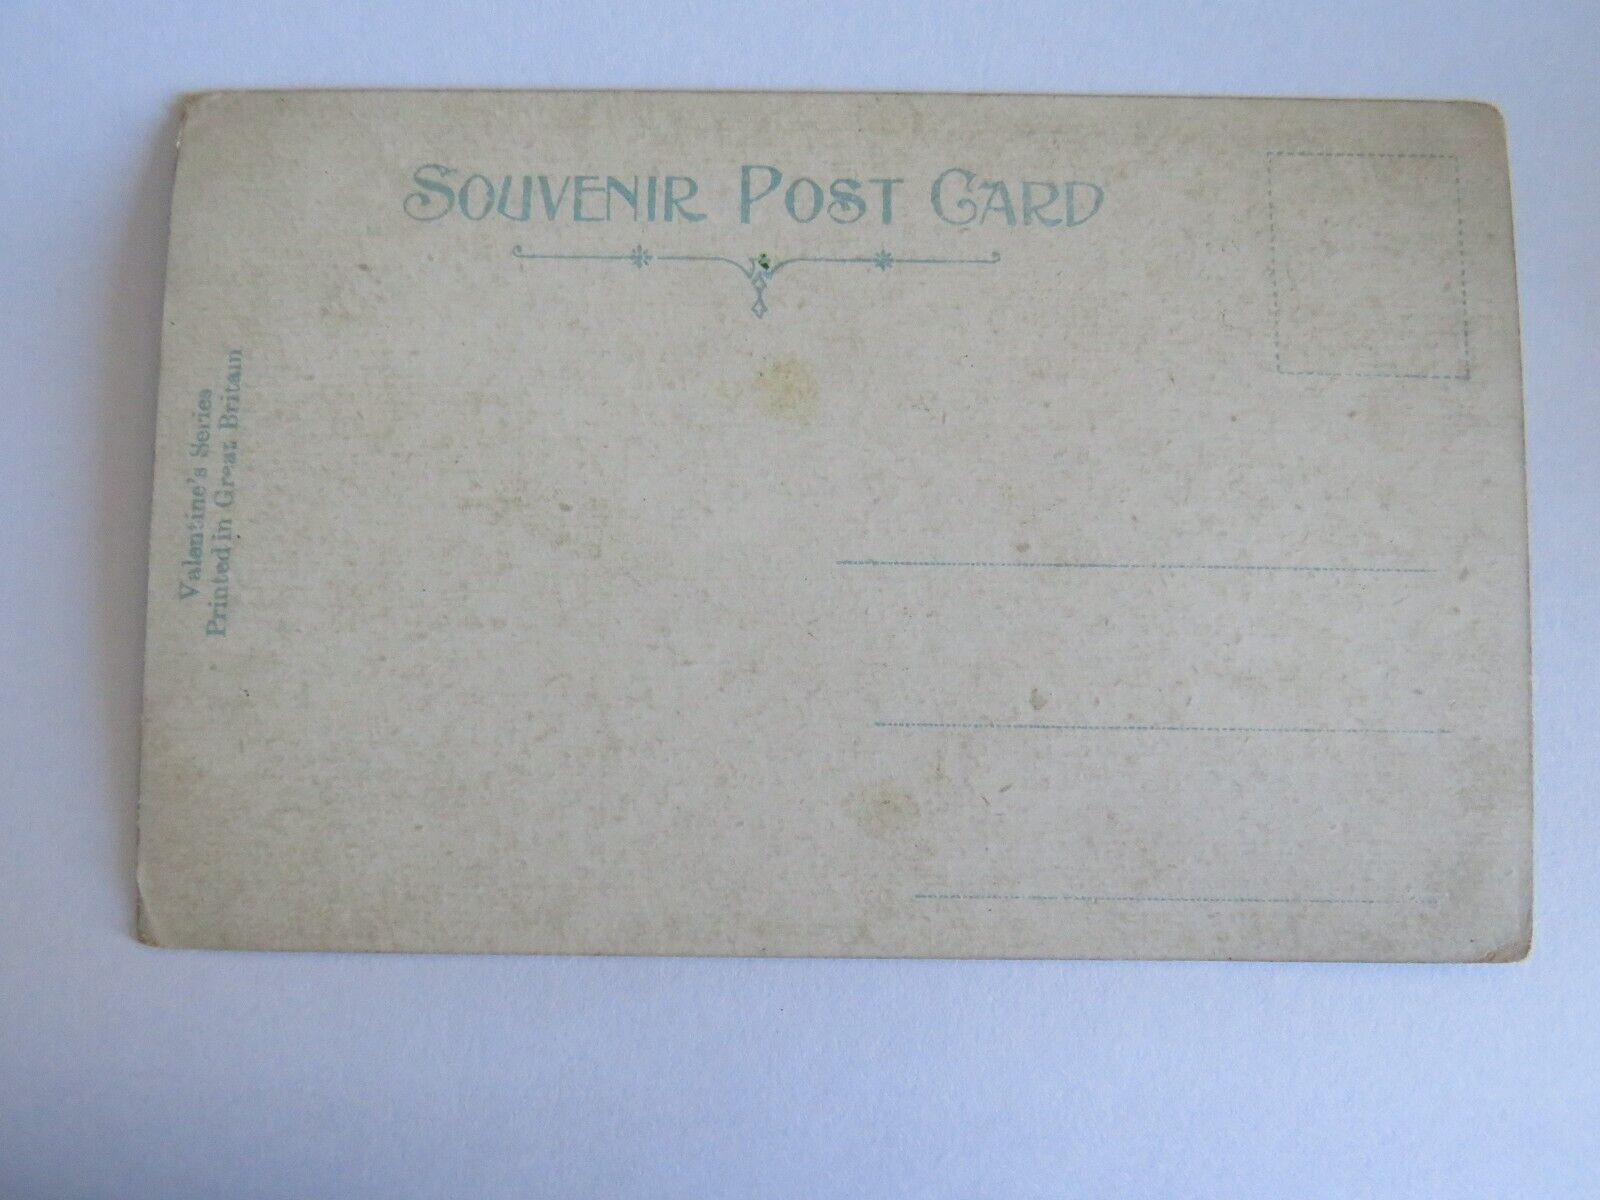 SOUVENIR POST CARD
Valentine's Series
Printed in Great Britain